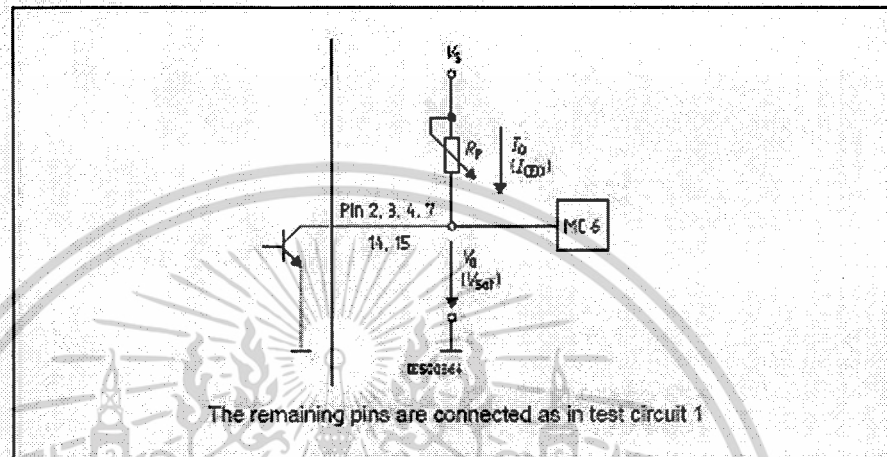 Vs
Rp
IQ
(ICEO)
Pin 2, 3, 4, 7
14, 15
MC 6
VQ
(VSat)
The remaining pins are connected as in test circuit 1